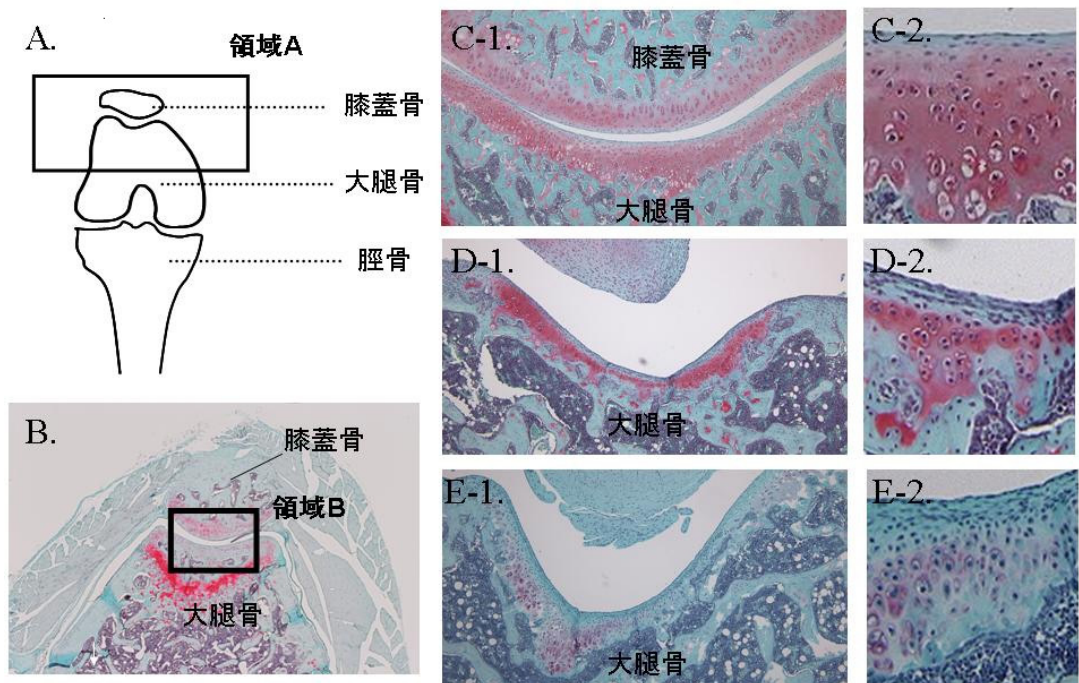 A.
領域A
膝蓋骨
大腿骨
脛骨
B.
膝蓋骨
領域B
大腿骨
C-1.
膝蓋骨
大腿骨
C-2.
D-1.
大腿骨
D-2.
E-1.
大腿骨
E-2.